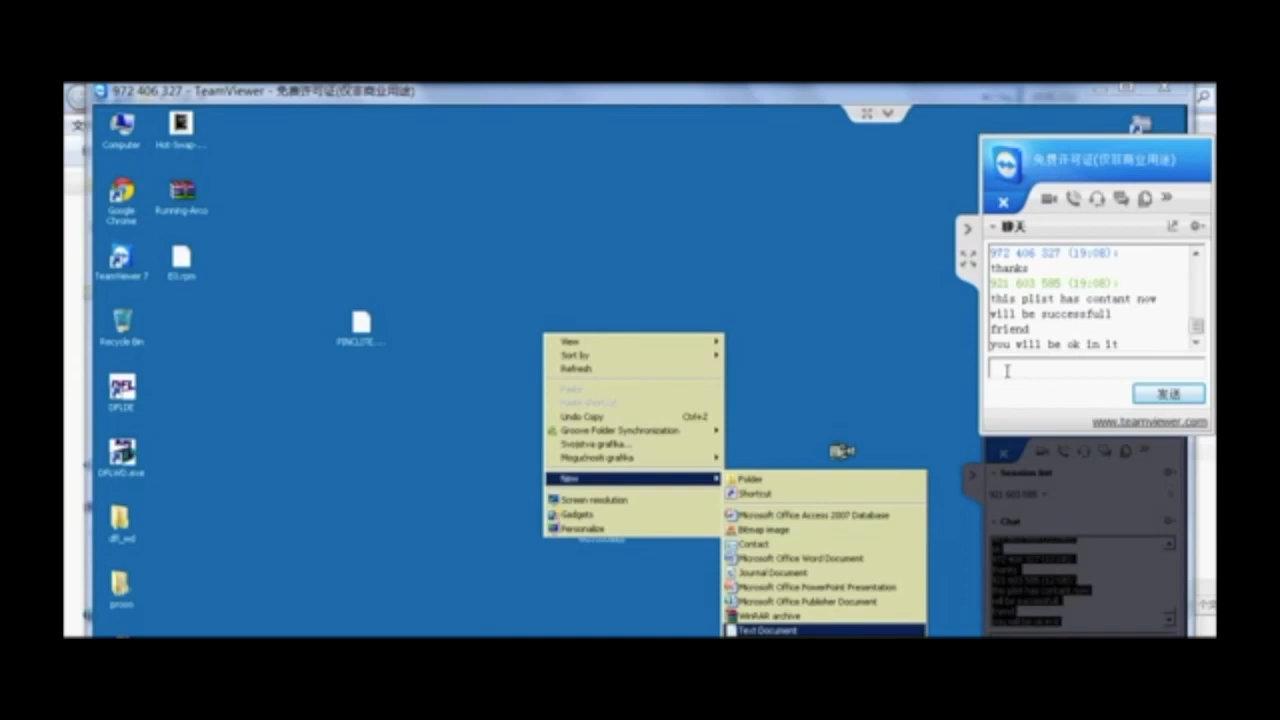 972 406 327 - TeamViewer - 免费许可证(仅非商业用途)
Computer
Hot-Swap-...
Google
Chrome
Running-Arco
TeamViewer 7
Recycle Bin
DFLDE
DFLWD.exe
dfl_wd
View
Sort by
Refresh
Paste
Paste shortcut
Undo Copy
Ctrl+Z
Groove Folder Synchronization
Svojstva grafika...
Mogućnosti grafika
New
Screen resolution
Gadgets
Personalize
Folder
Shortcut
Microsoft Office Access 2007 Database
Bitmap image
Contact
Microsoft Office Word Document
Journal Document
Microsoft Office PowerPoint Presentation
Microsoft Office Publisher Document
WinRAR archive
Text Document
免费许可证(仅非商业用途)
聊天
972 406 327 (19:08):
thanks
921 603 585 (19:08):
this plist has contant now
will be successfull
friend
you will be ok in it
发送
www.teamviewer.com
Session list
921 603 585
Chat